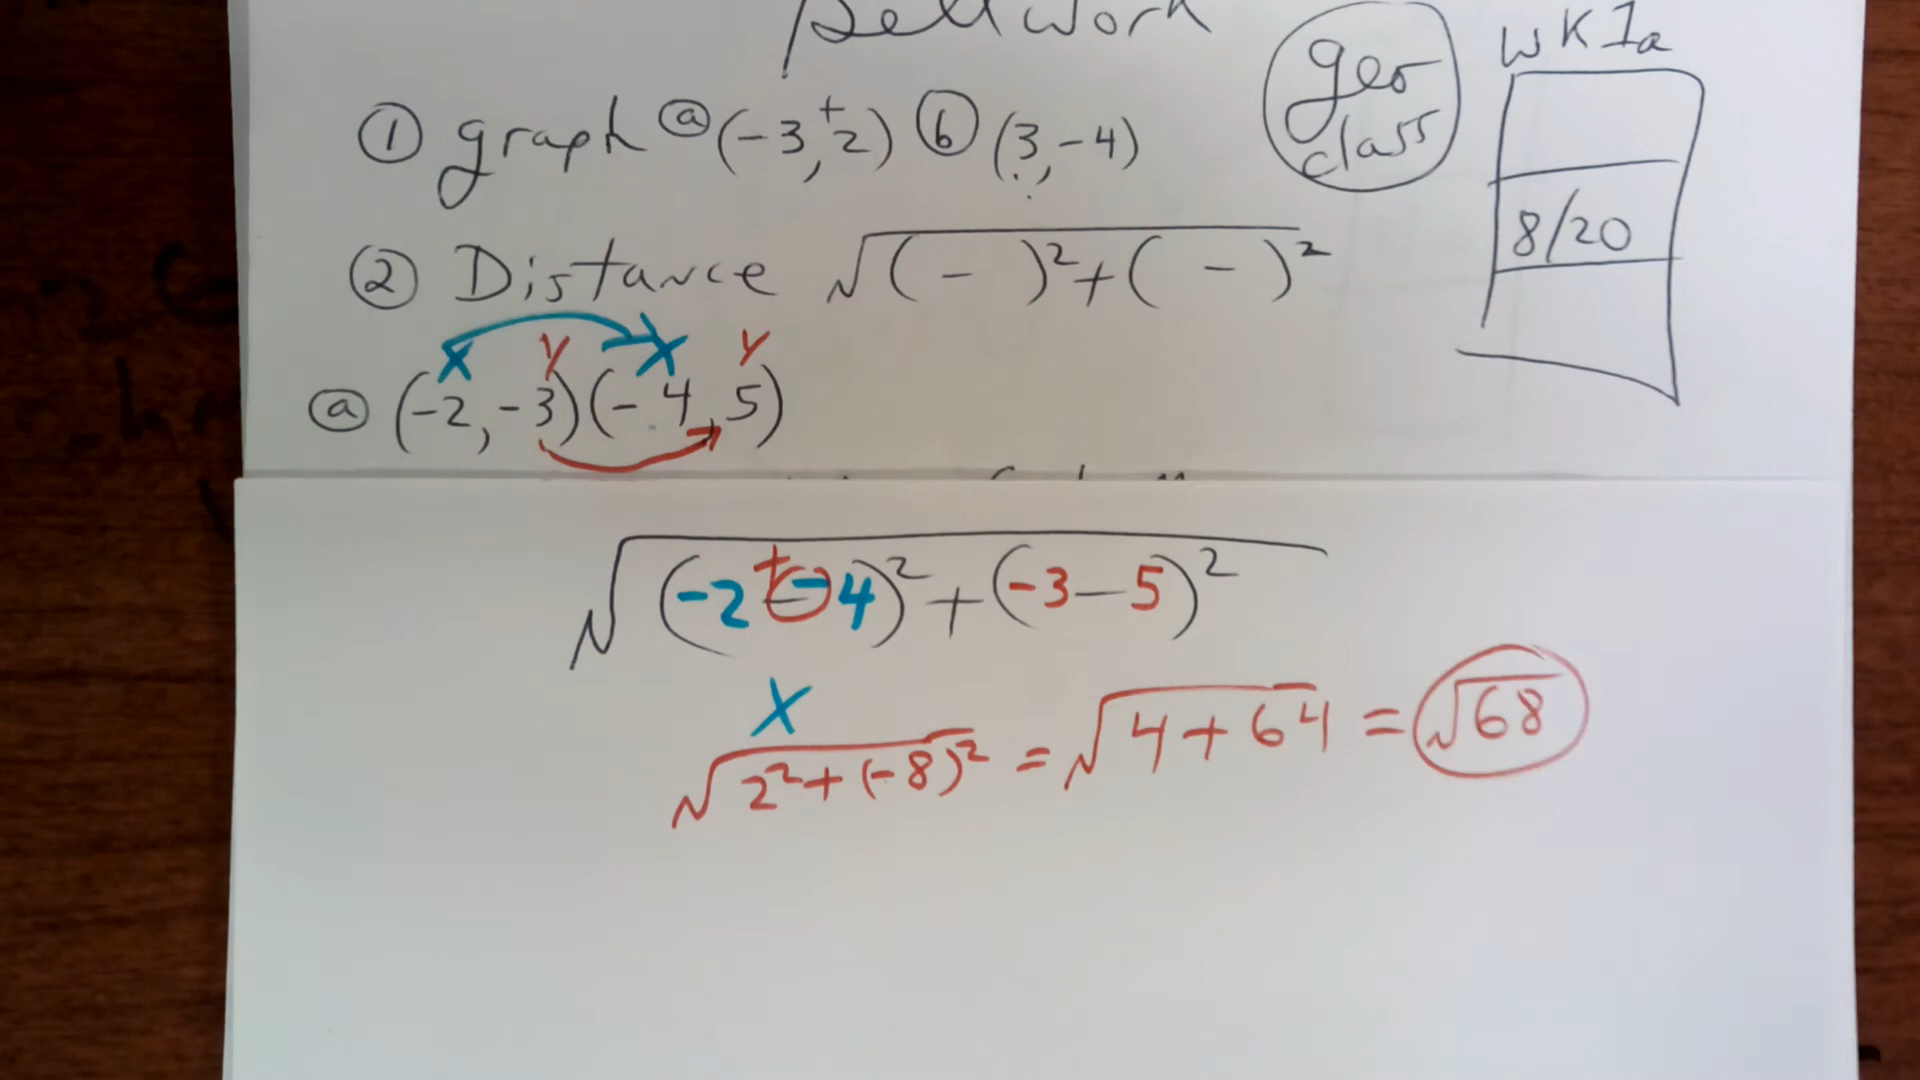 Bellwork
geo class
WK 1a
① graph ⓐ (-3, +2) ⓑ (3, -4)
8/20
② Distance √(( - )² + ( - )²)
X Y X Y
ⓐ (-2, -3) (-4, 5)
√((-2 + 4)² + (-3 - 5)²)
X
√(2² + (-8)²) = √(4 + 64) = √68